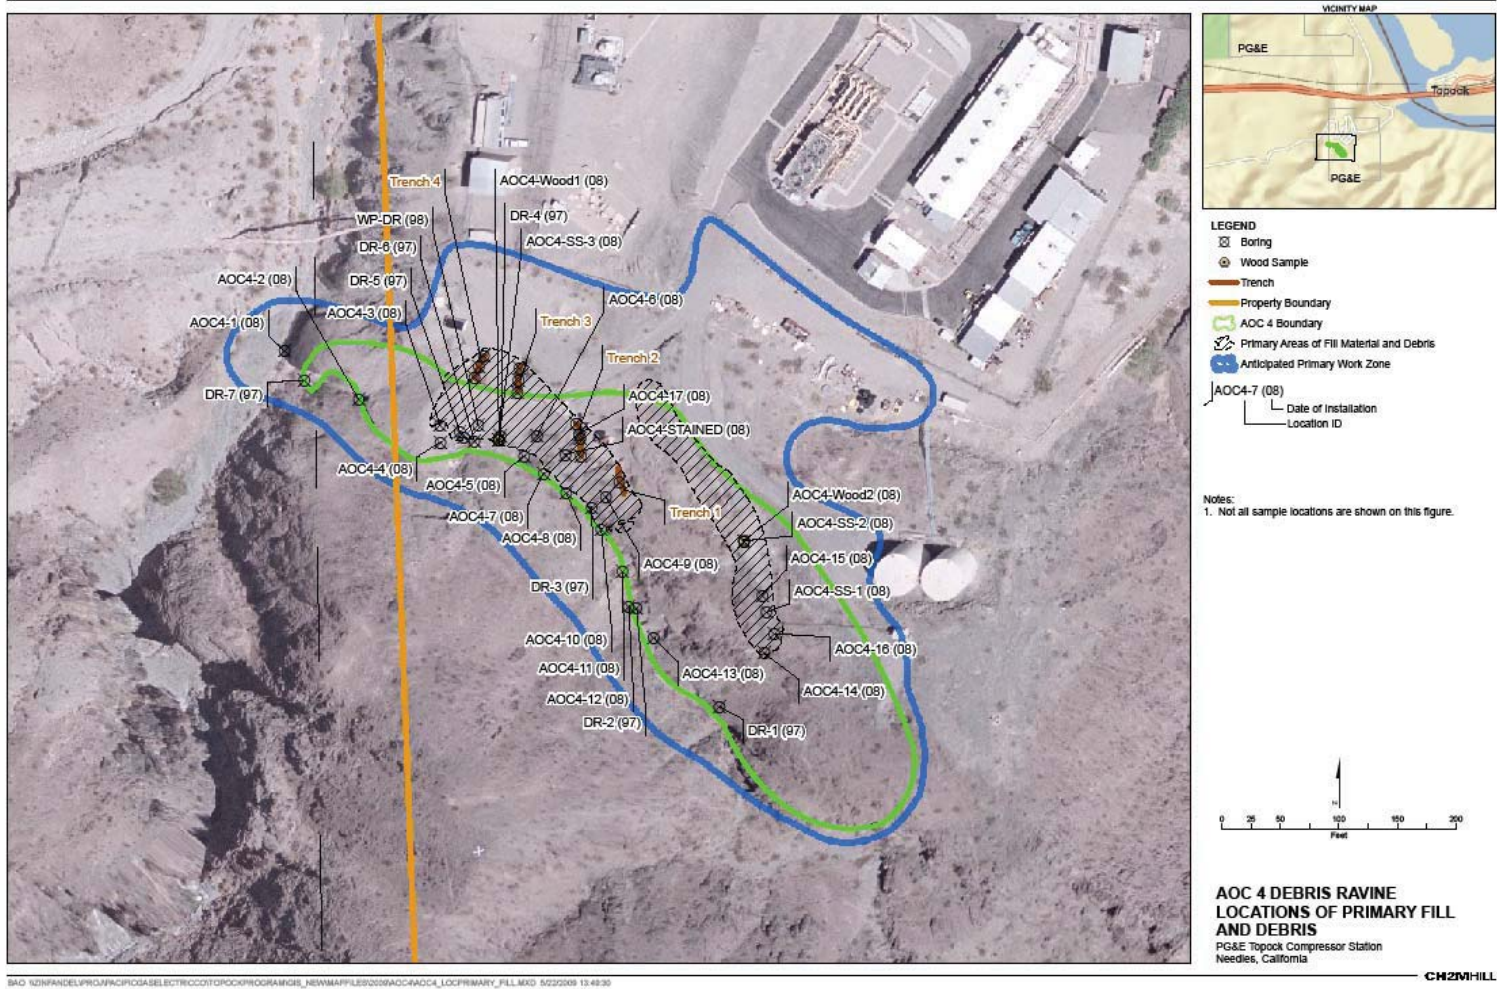 VICINITY MAP
PG&E
Topock
PG&E
Trench 4
AOC4-Wood1 (08)
WP-DR (98)
DR-4 (97)
DR-6 (97)
AOC4-SS-3 (08)
AOC4-2 (08)
DR-5 (97)
AOC4-6 (08)
AOC4-1 (08)
AOC4-3 (08)
Trench 3
Trench 2
DR-7 (97)
AOC4-17 (08)
AOC4-STAINED (08)
AOC4-4 (08)
AOC4-5 (08)
AOC4-Wood2 (08)
AOC4-7 (08)
Trench 1
AOC4-SS-2 (08)
AOC4-8 (08)
AOC4-9 (08)
AOC4-15 (08)
DR-3 (97)
AOC4-SS-1 (08)
AOC4-10 (08)
AOC4-16 (08)
AOC4-11 (08)
AOC4-13 (08)
AOC4-12 (08)
AOC4-14 (08)
DR-2 (97)
DR-1 (97)
LEGEND
Boring
Wood Sample
Trench
Property Boundary
AOC 4 Boundary
Primary Areas of Fill Material and Debris
Anticipated Primary Work Zone
AOC4-7 (08)
Date of Installation
Location ID
Notes:
1. Not all sample locations are shown on this figure.
N
0 25 50 100 150 200
Feet
AOC 4 DEBRIS RAVINE
LOCATIONS OF PRIMARY FILL
AND DEBRIS
PG&E Topock Compressor Station
Needles, California
CH2MHILL